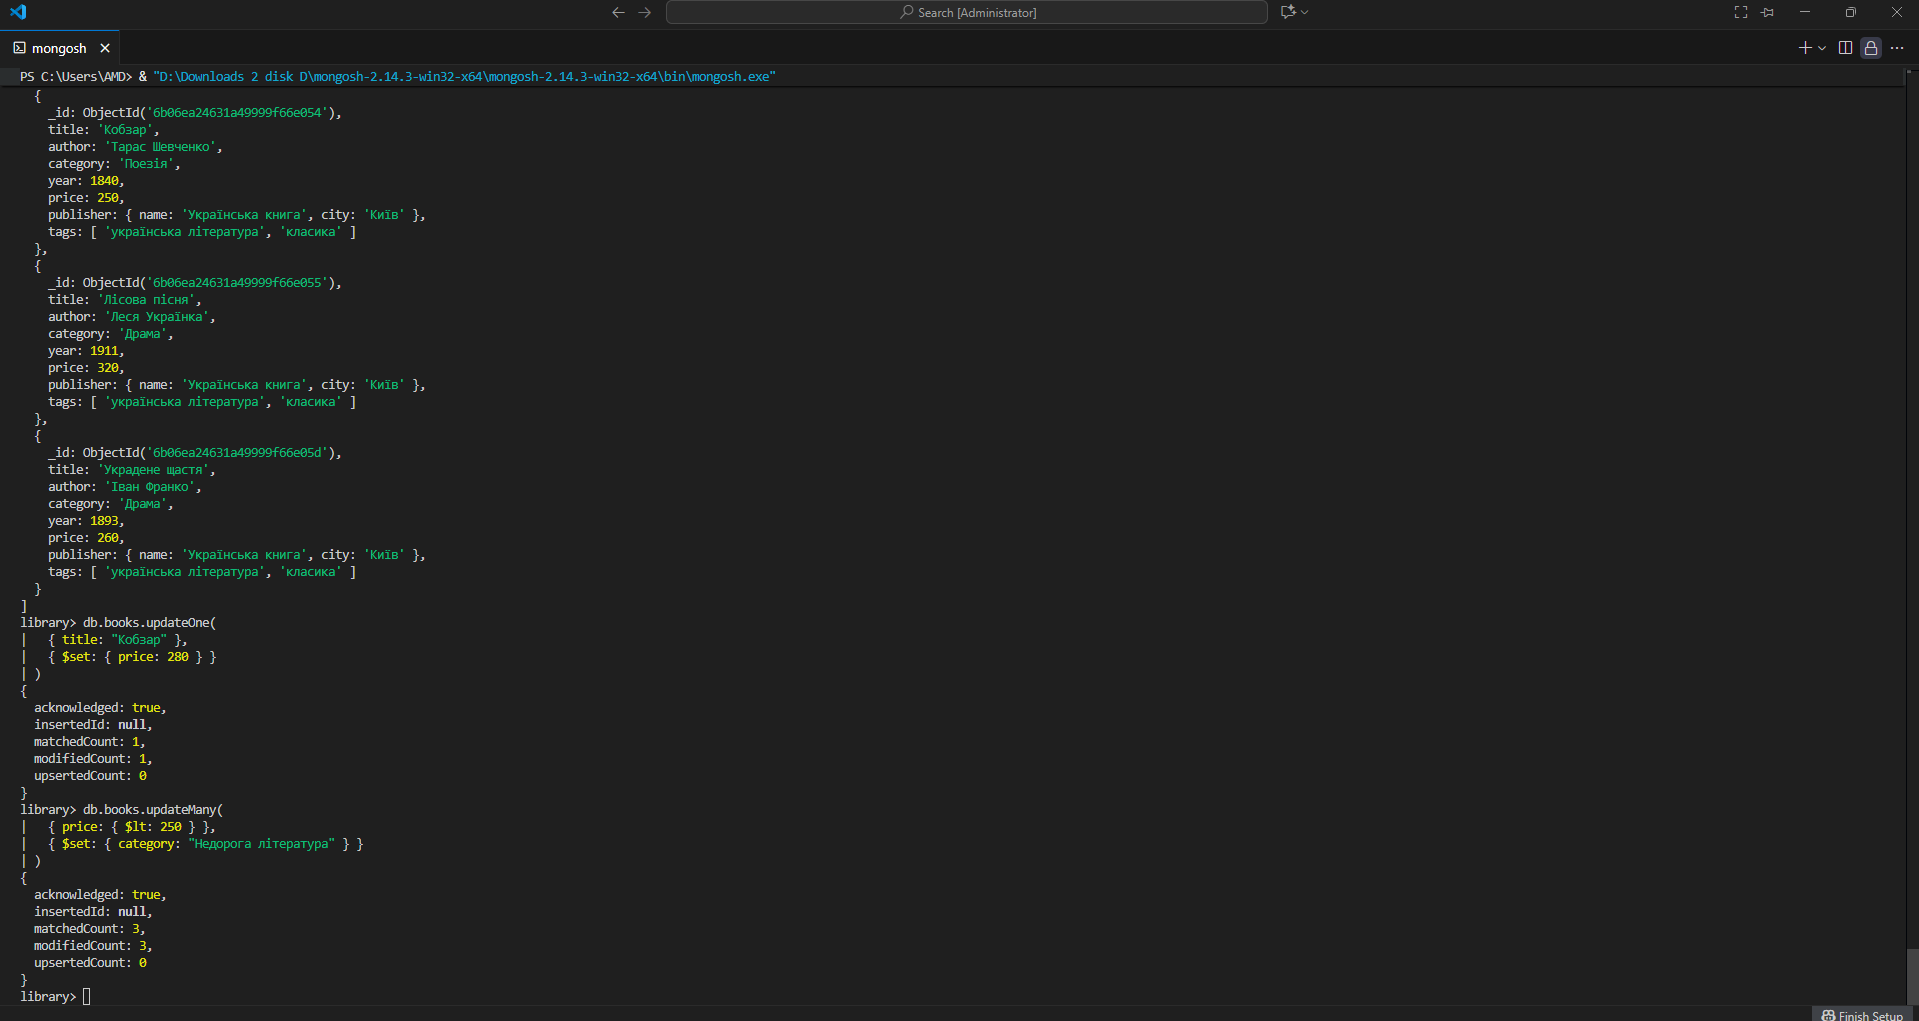 Search [Administrator]
mongosh
PS C:\Users\AMD> & "D:\Downloads 2 disk D\mongosh-2.14.3-win32-x64\mongosh-2.14.3-win32-x64\bin\mongosh.exe"
{
_id: ObjectId('6b06ea24631a49999f66e054'),
title: 'Кобзар',
author: 'Тарас Шевченко',
category: 'Поезія',
year: 1840,
price: 250,
publisher: { name: 'Українська книга', city: 'Київ' },
tags: [ 'українська література', 'класика' ]
},
{
_id: ObjectId('6b06ea24631a49999f66e055'),
title: 'Лісова пісня',
author: 'Леся Українка',
category: 'Драма',
year: 1911,
price: 320,
publisher: { name: 'Українська книга', city: 'Київ' },
tags: [ 'українська література', 'класика' ]
},
{
_id: ObjectId('6b06ea24631a49999f66e05d'),
title: 'Украдене щастя',
author: 'Іван Франко',
category: 'Драма',
year: 1893,
price: 260,
publisher: { name: 'Українська книга', city: 'Київ' },
tags: [ 'українська література', 'класика' ]
}
]
library> db.books.updateOne(
| { title: "Кобзар" },
| { $set: { price: 280 } }
| )
{
acknowledged: true,
insertedId: null,
matchedCount: 1,
modifiedCount: 1,
upsertedCount: 0
}
library> db.books.updateMany(
| { price: { $lt: 250 } },
| { $set: { category: "Недорога література" } }
| )
{
acknowledged: true,
insertedId: null,
matchedCount: 3,
modifiedCount: 3,
upsertedCount: 0
}
library>
Finish Setup